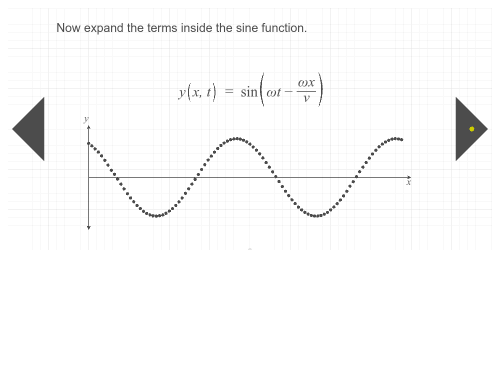 Now expand the terms inside the sine function.
y(x, t) = sin(ωt − ωx/v)
y
x